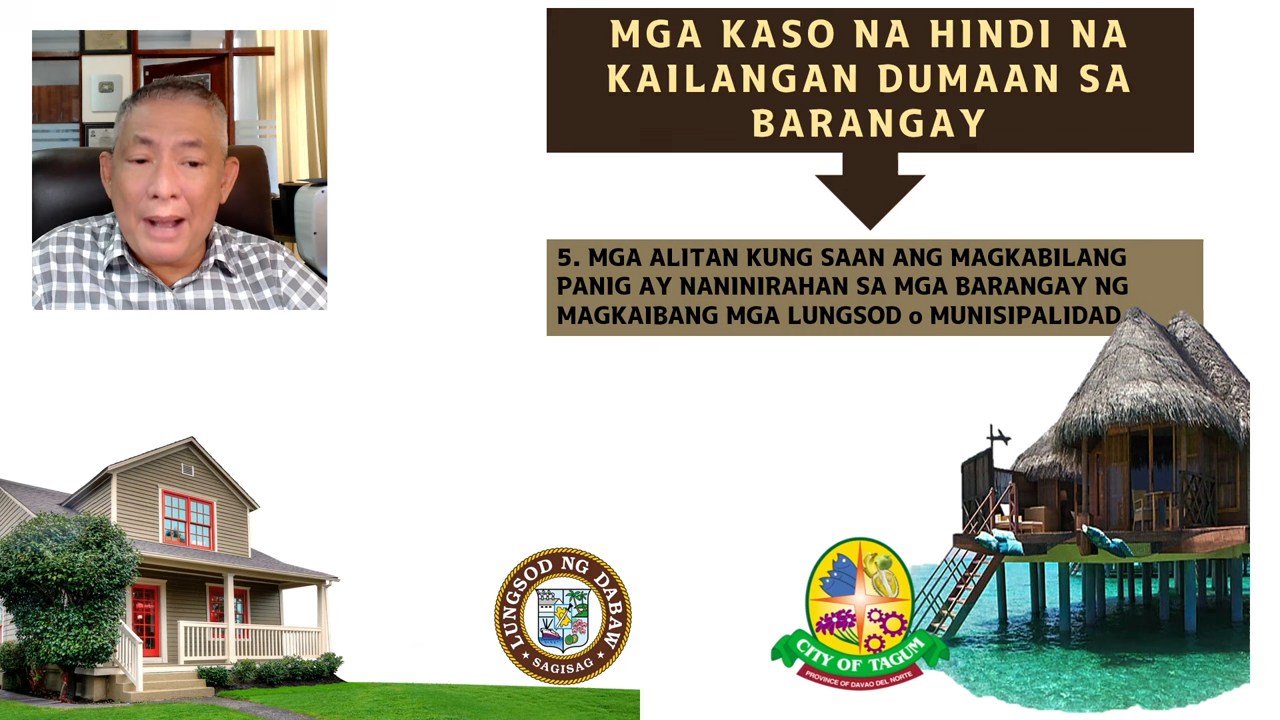 MGA KASO NA HINDI NA
KAILANGAN DUMAAN SA
BARANGAY
5. MGA ALITAN KUNG SAAN ANG MAGKABILANG
PANIG AY NANINIRAHAN SA MGA BARANGAY NG
MAGKAIBANG MGA LUNGSOD o MUNISIPALIDAD
LUNGSOD NG DABAW
SAGISAG
CITY OF TAGUM
PROVINCE OF DAVAO DEL NORTE